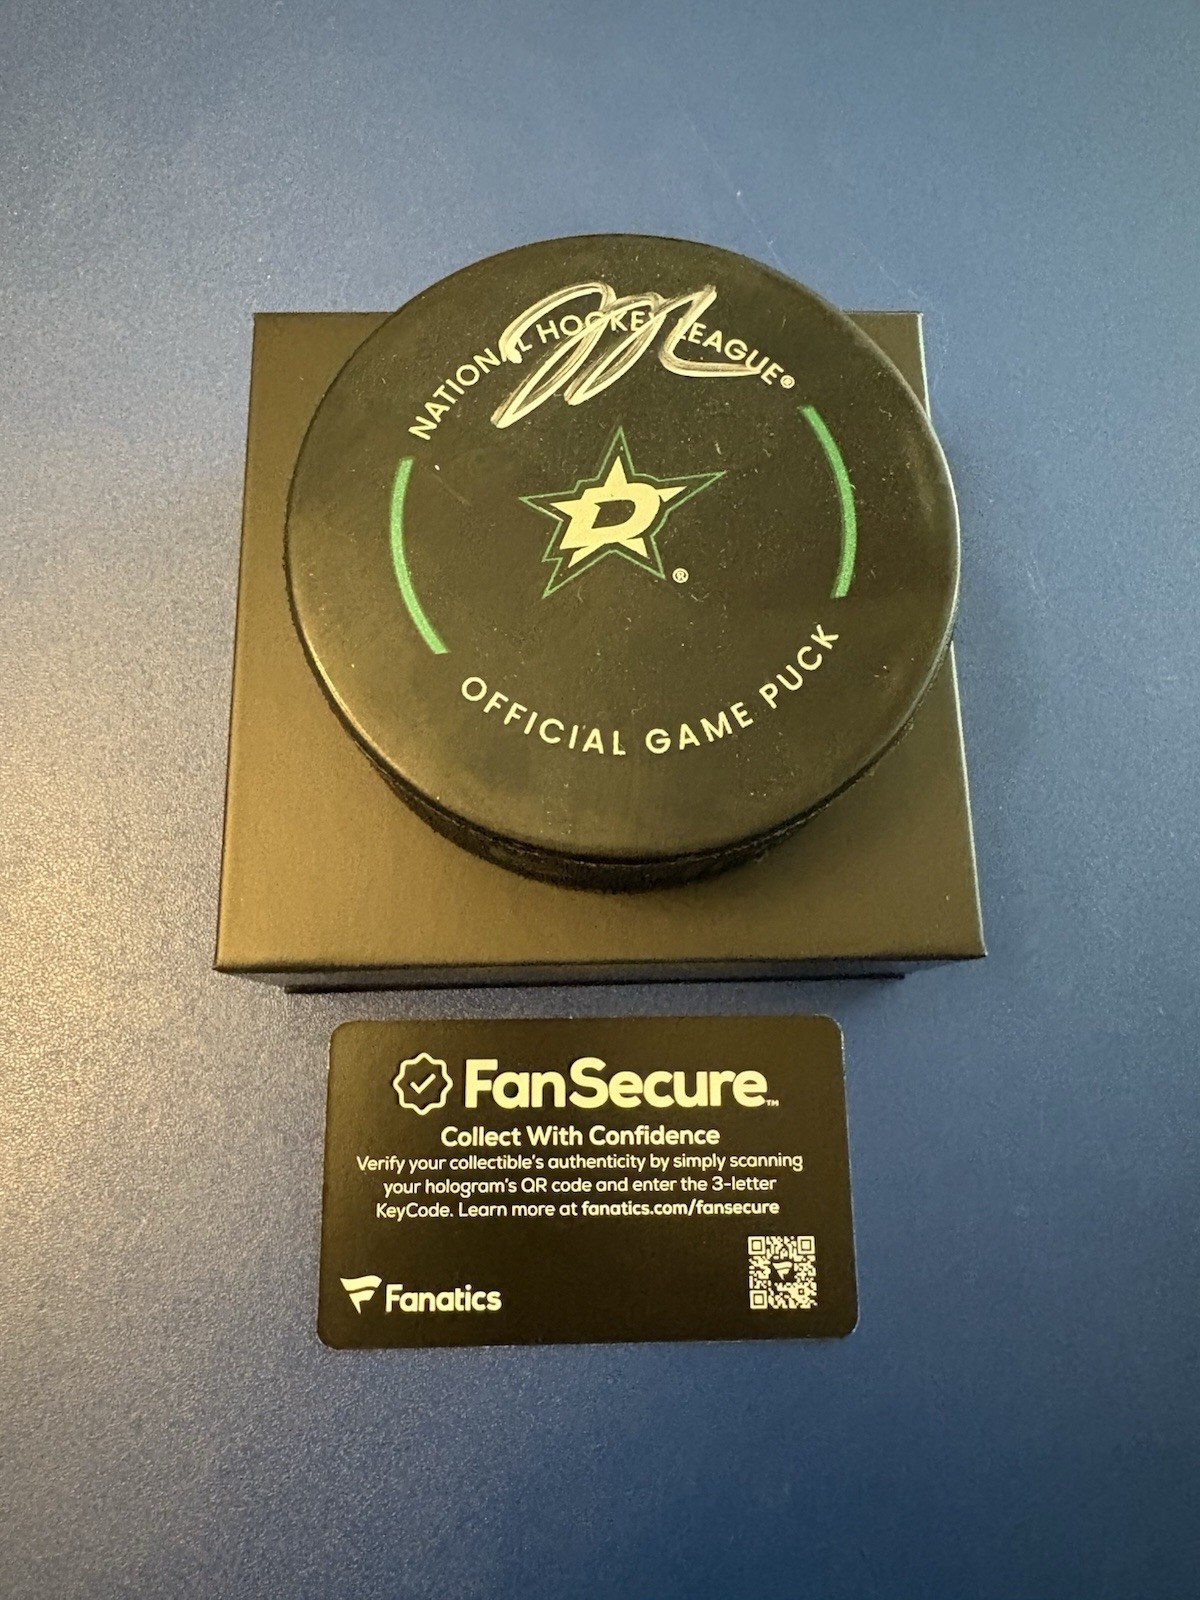 NATIONAL HOCKEY LEAGUE®
D
®
OFFICIAL GAME PUCK
FanSecure™
Collect With Confidence
Verify your collectible's authenticity by simply scanning
your hologram's QR code and enter the 3-letter
KeyCode. Learn more at fanatics.com/fansecure
Fanatics